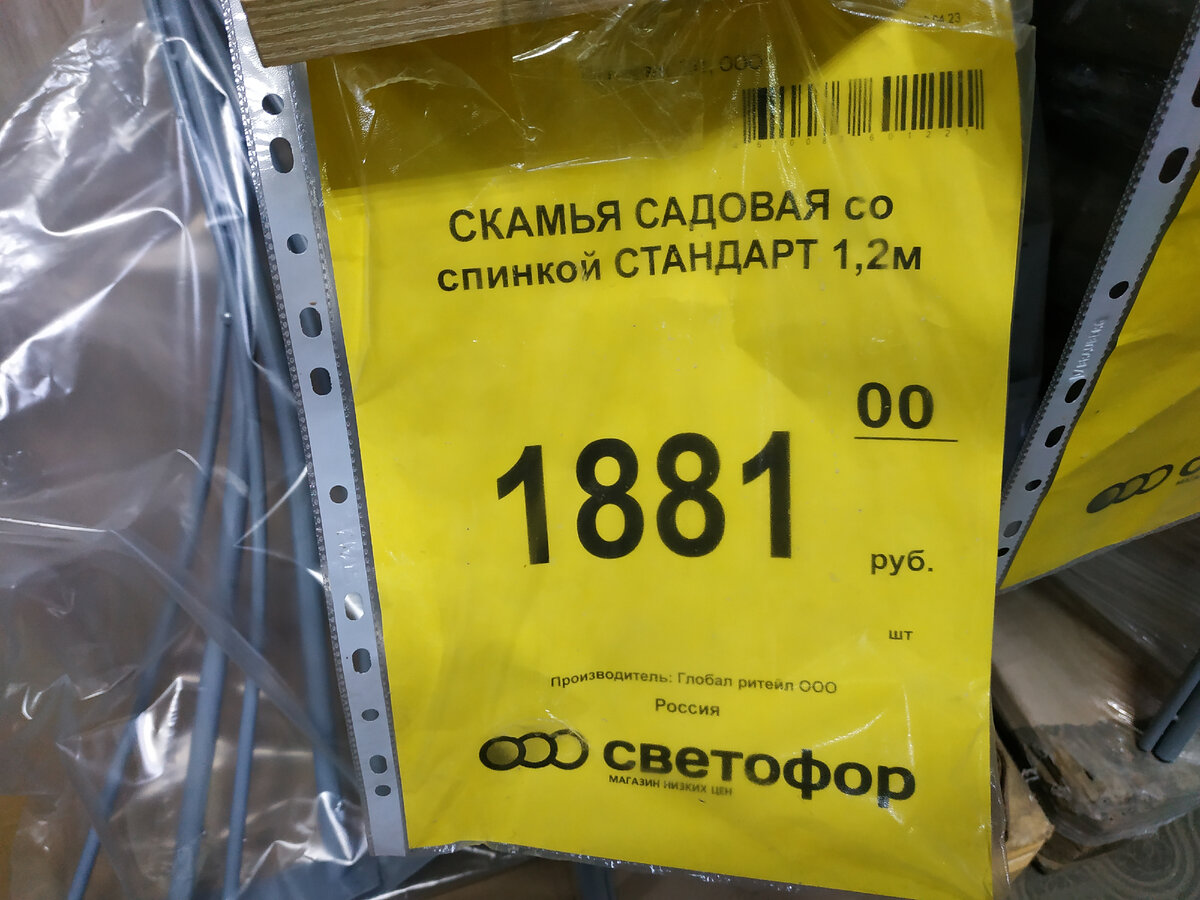 ООО
СКАМЬЯ САДОВАЯ со
спинкой СТАНДАРТ 1,2м
00
1881
руб.
шт
Производитель: Глобал ритейл ООО
Россия
светофор
МАГАЗИН НИЗКИХ ЦЕН